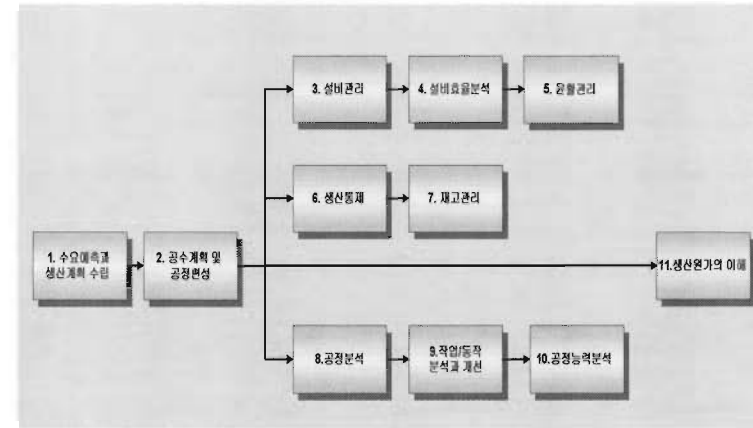 3. 설비관리
4. 설비효율분석
5. 윤활관리
6. 생산통제
7. 재고관리
1. 수요예측과
생산계획 수립
2. 공수계획 및
공정편성
11.생산원가의 이해
8.공정분석
9.작업/동작
분석과 개선
10.공정능력분석